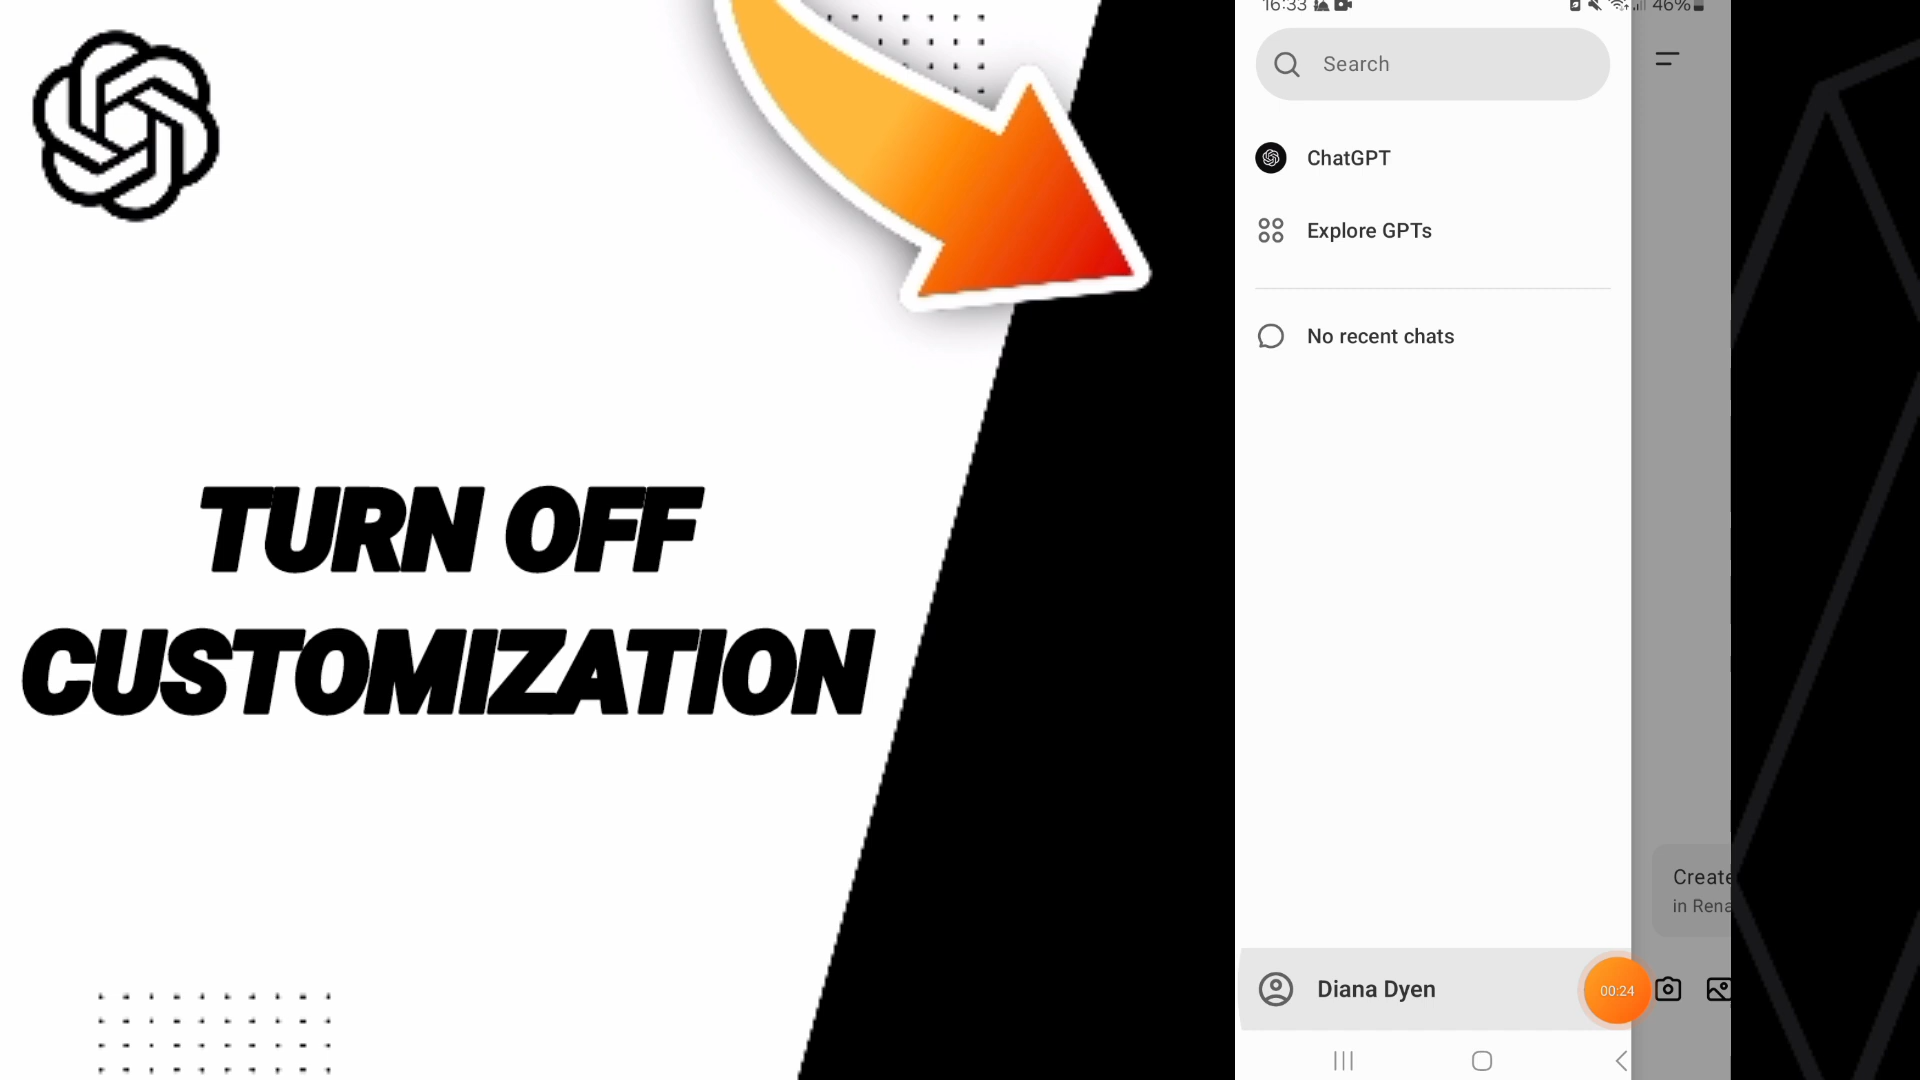 TURN OFF
CUSTOMIZATION
16:33
46%
Search
ChatGPT
Explore GPTs
No recent chats
Create
in Rena
Diana Dyen
00:24